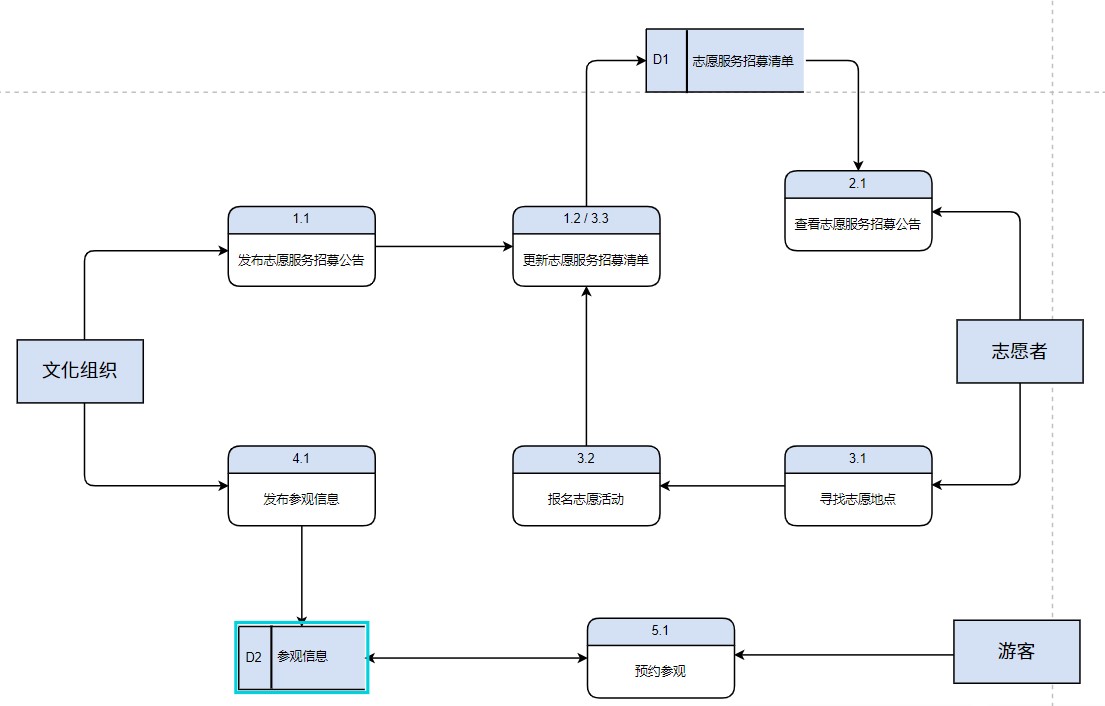 D1
志愿服务招募清单
2.1
查看志愿服务招募公告
1.1
发布志愿服务招募公告
1.2 / 3.3
更新志愿服务招募清单
文化组织
志愿者
4.1
发布参观信息
3.2
报名志愿活动
3.1
寻找志愿地点
D2
参观信息
5.1
预约参观
游客